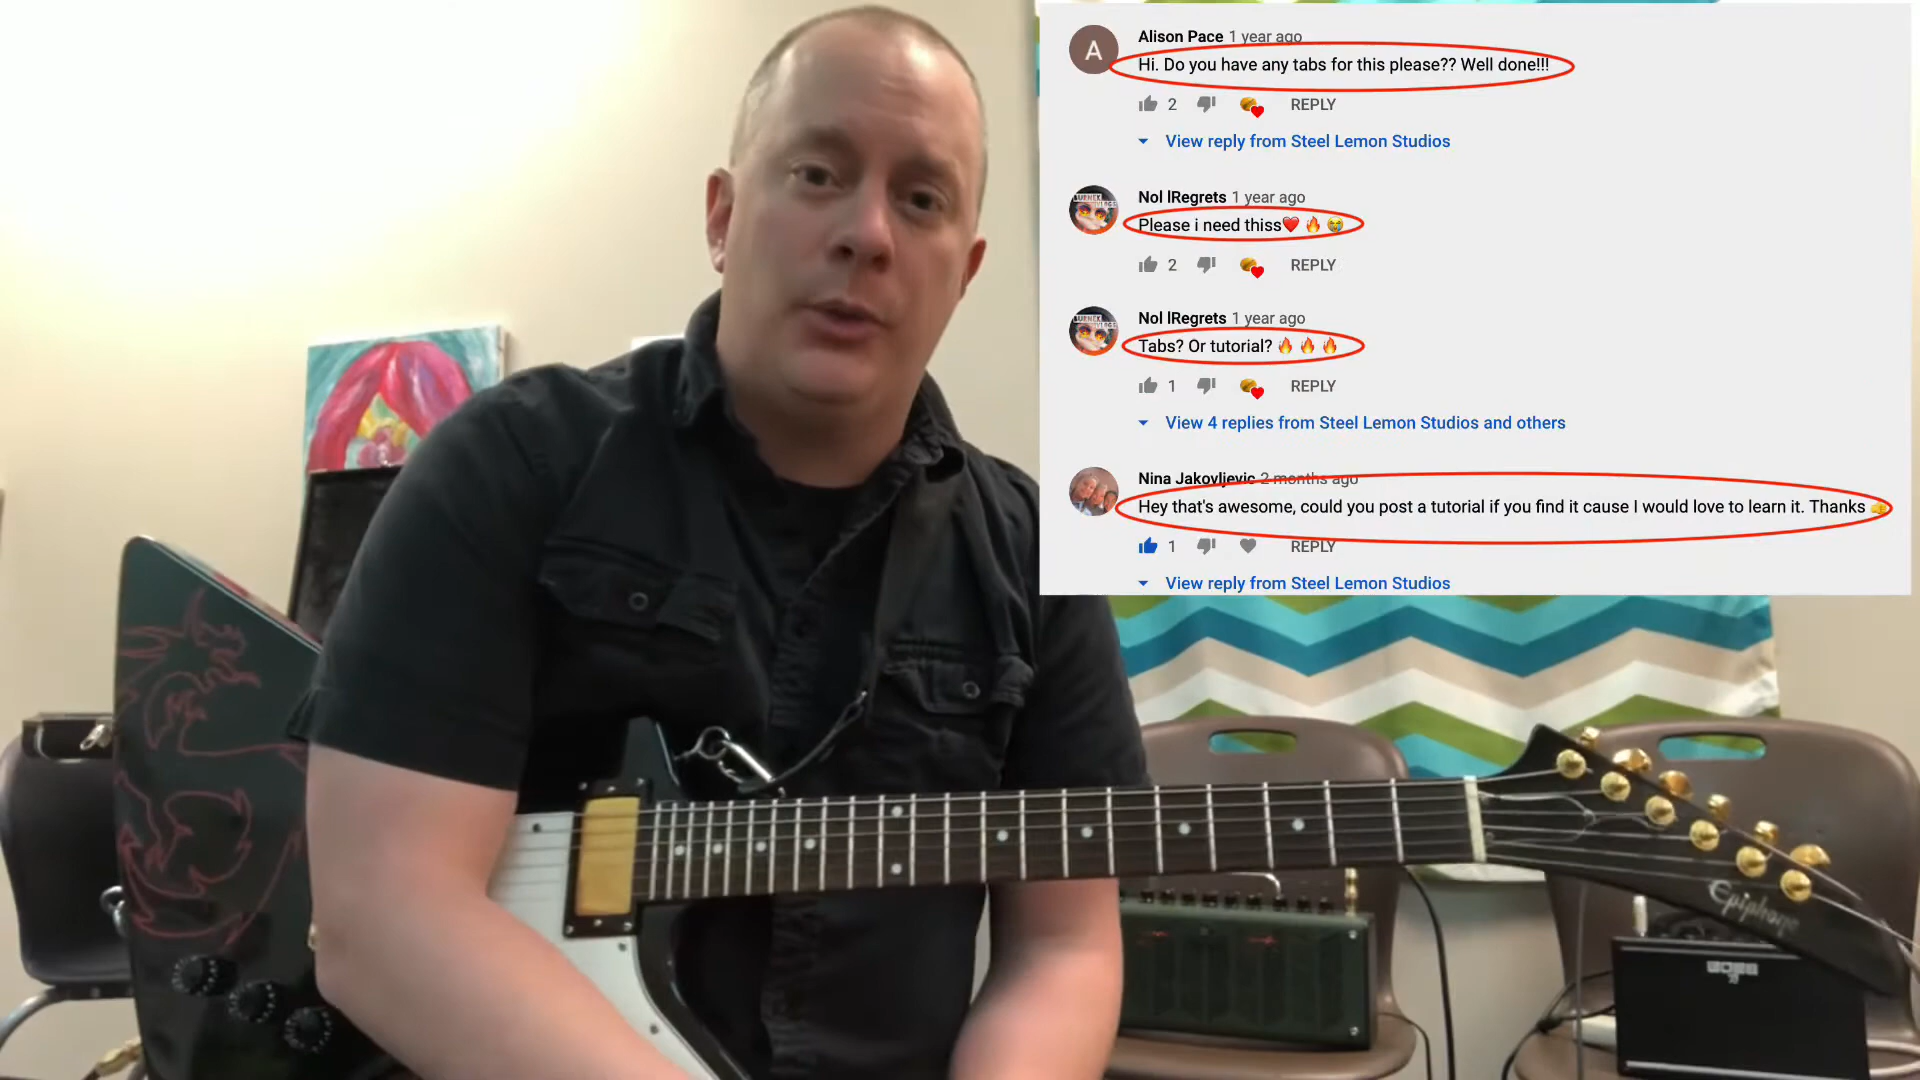 Alison Pace 1 year ago
A
Hi. Do you have any tabs for this please?? Well done!!!
2 REPLY
View reply from Steel Lemon Studios
Nol lRegrets 1 year ago
Please i need thiss❤️🔥😭
2 REPLY
Nol lRegrets 1 year ago
Tabs? Or tutorial?🔥🔥🔥
1 REPLY
View 4 replies from Steel Lemon Studios and others
Nina Jakovljevic 2 months ago
Hey that's awesome, could you post a tutorial if you find it cause I would love to learn it. Thanks 👍
1 REPLY
View reply from Steel Lemon Studios
Epiphone